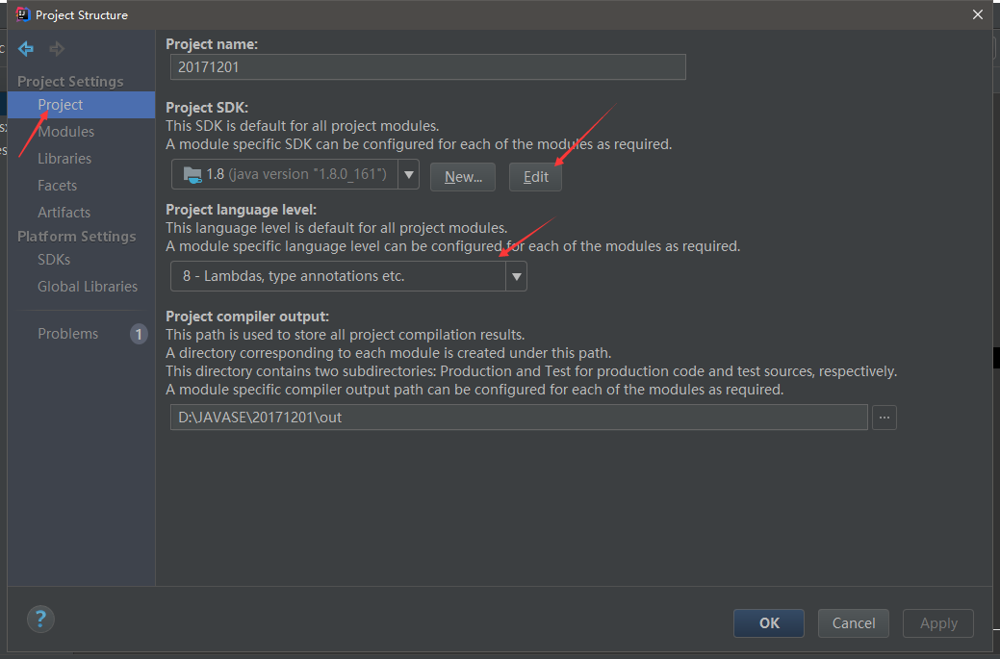 Project Structure
Project Settings
Project
Modules
Libraries
Facets
Artifacts
Platform Settings
SDKs
Global Libraries
Problems 1
Project name:
20171201
Project SDK:
This SDK is default for all project modules.
A module specific SDK can be configured for each of the modules as required.
1.8 (java version "1.8.0_161")
New...
Edit
Project language level:
This language level is default for all project modules.
A module specific language level can be configured for each of the modules as required.
8 - Lambdas, type annotations etc.
Project compiler output:
This path is used to store all project compilation results.
A directory corresponding to each module is created under this path.
This directory contains two subdirectories: Production and Test for production code and test sources, respectively.
A module specific compiler output path can be configured for each of the modules as required.
D:\JAVASE\20171201\out
...
?
OK
Cancel
Apply